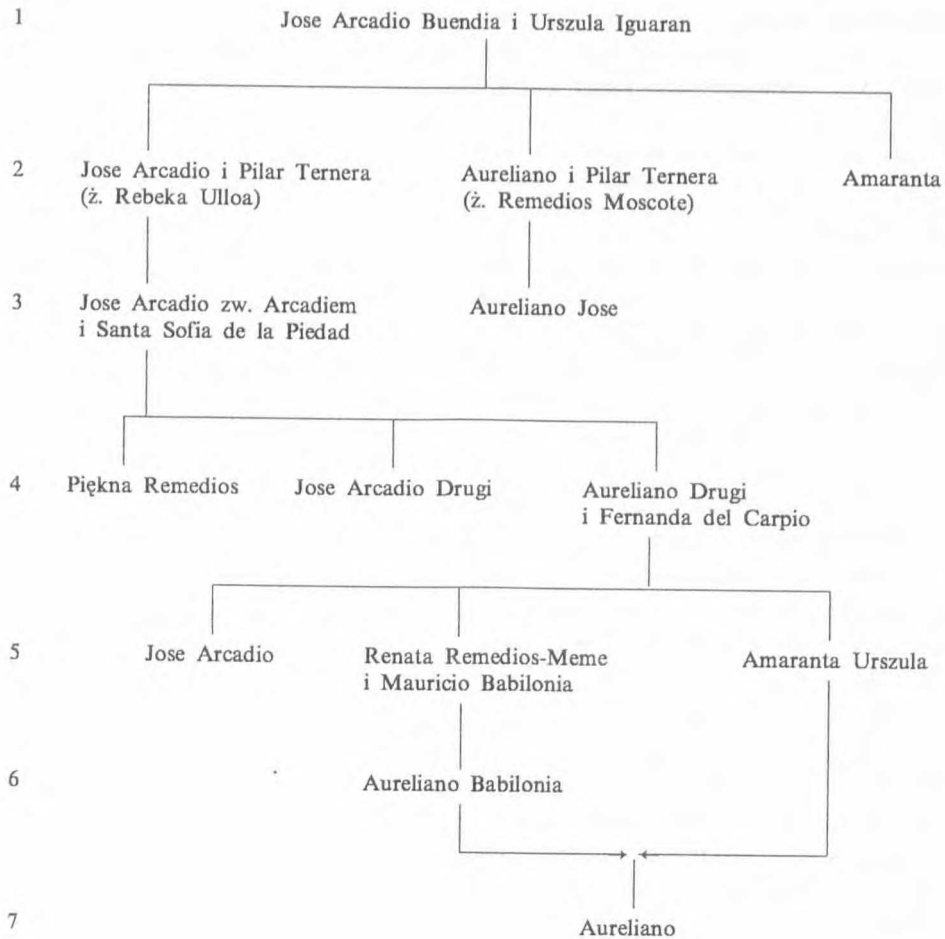 1 Jose Arcadio Buendia i Urszula Iguaran
2 Jose Arcadio i Pilar Ternera
(ż. Rebeka Ulloa)
Aureliano i Pilar Ternera
(ż. Remedios Moscote)
Amaranta
3 Jose Arcadio zw. Arcadiem
i Santa Sofia de la Piedad
Aureliano Jose
4 Piękna Remedios
Jose Arcadio Drugi
Aureliano Drugi
i Fernanda del Carpio
5 Jose Arcadio
Renata Remedios-Meme
i Mauricio Babilonia
Amaranta Urszula
6 Aureliano Babilonia
7 Aureliano